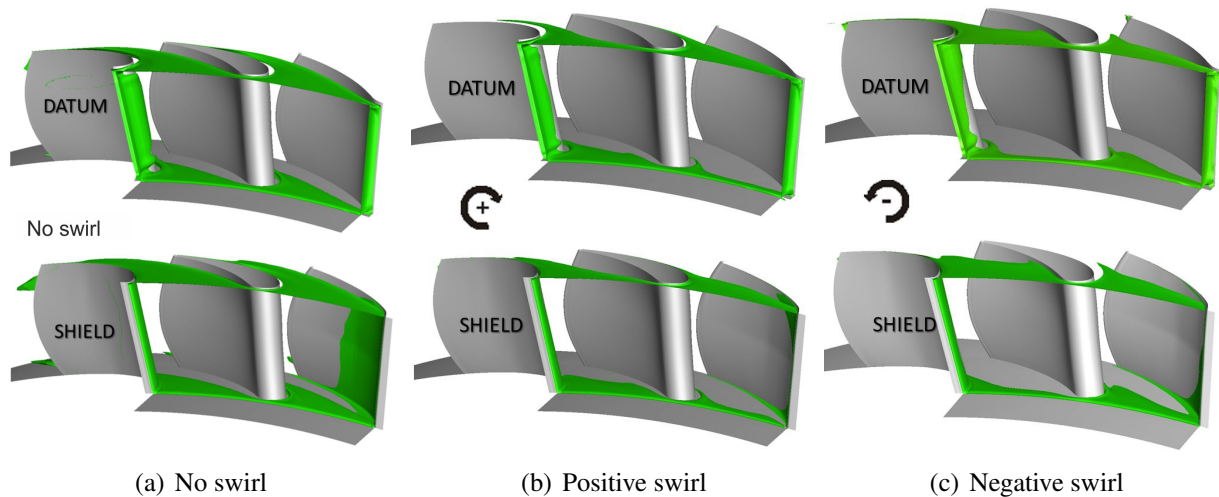 DATUM
DATUM
DATUM
+
-
No swirl
SHIELD
SHIELD
SHIELD
(a) No swirl
(b) Positive swirl
(c) Negative swirl